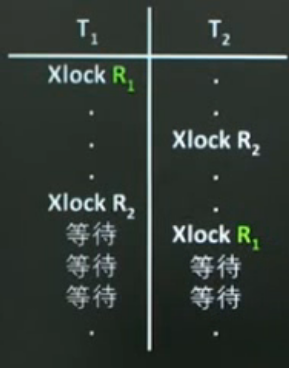 T₁ T₂
Xlock R₁ .
. .
. Xlock R₂
. .
Xlock R₂ .
等待 Xlock R₁
等待 等待
等待 等待
. .